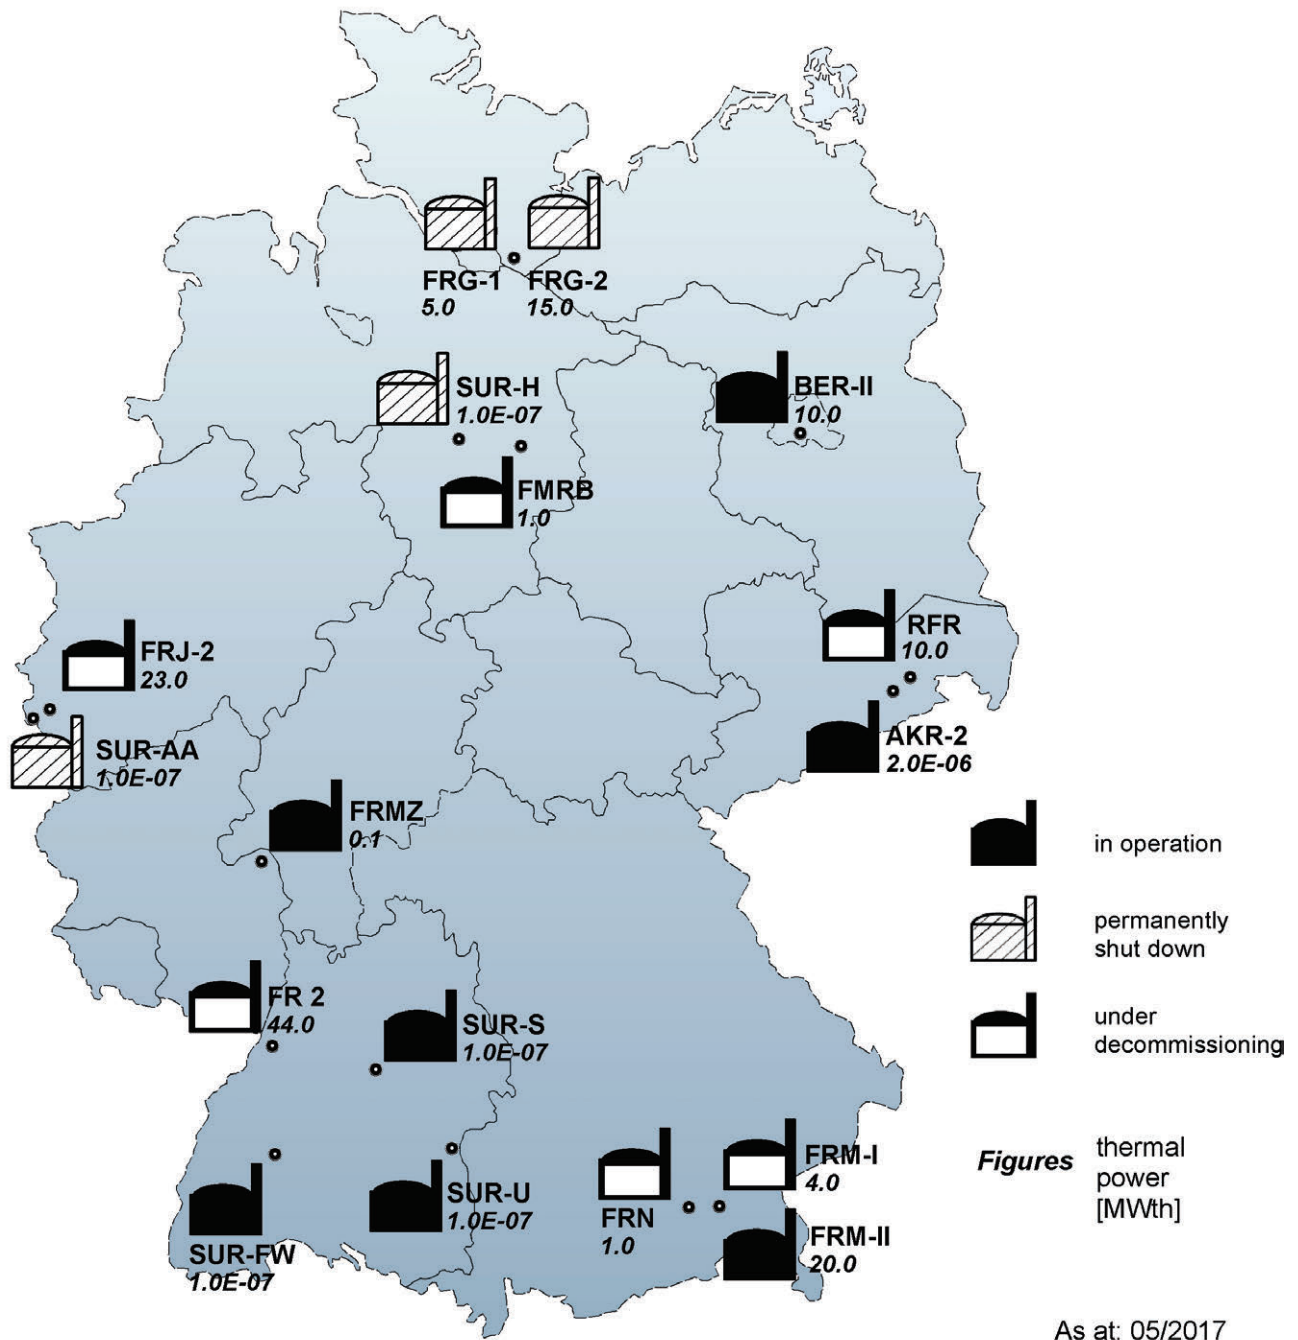 FRG-1
5.0
FRG-2
15.0
SUR-H
1.0E-07
BER-II
10.0
FMRB
1.0
FRJ-2
23.0
RFR
10.0
SUR-AA
1.0E-07
AKR-2
2.0E-06
FRMZ
0.1
in operation
permanently
shut down
FR 2
44.0
SUR-S
1.0E-07
under
decommissioning
FRM-I
4.0
Figures
thermal
power
[MWth]
SUR-U
1.0E-07
FRN
1.0
SUR-FW
1.0E-07
FRM-II
20.0
As at: 05/2017